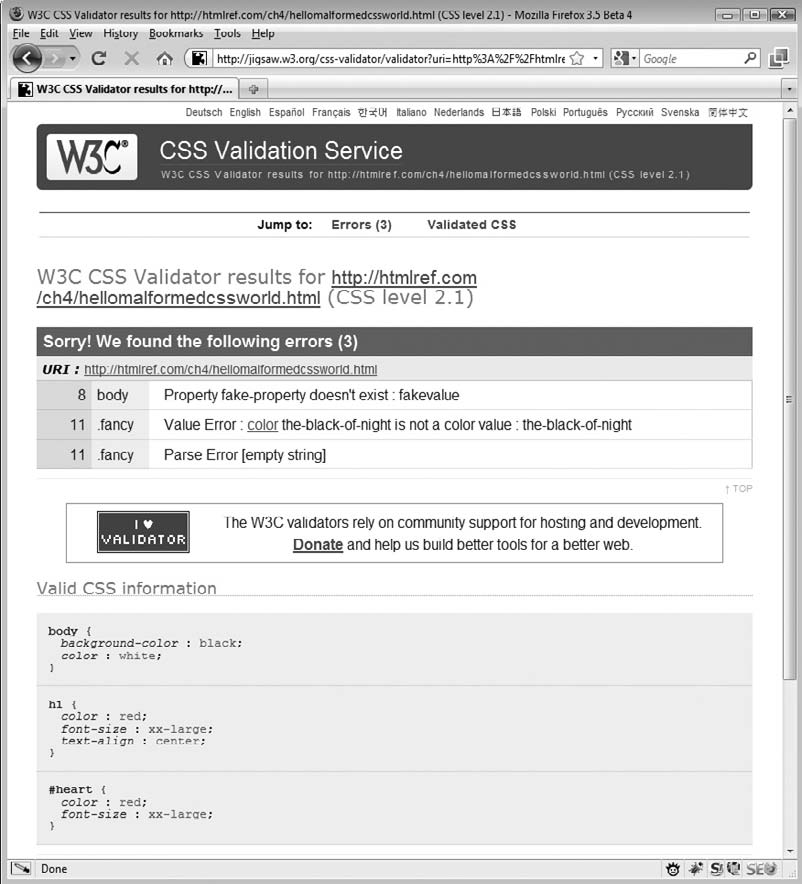 W3C CSS Validator results for http://htmlref.com/ch4/hellomalformedcssworld.html (CSS level 2.1) - Mozilla Firefox 3.5 Beta 4
File Edit View History Bookmarks Tools Help
http://jigsaw.w3.org/css-validator/validator?uri=http%3A%2F%2Fhtmlre
Google
W3C CSS Validator results for http://...
Deutsch English Español Français 한국어 Italiano Nederlands 日本語 Polski Português Русский Svenska 简体中文
W3C®
CSS Validation Service
W3C CSS Validator results for http://htmlref.com/ch4/hellomalformedcssworld.html (CSS level 2.1)
Jump to: Errors (3) Validated CSS
W3C CSS Validator results for http://htmlref.com
/ch4/hellomalformedcssworld.html (CSS level 2.1)
Sorry! We found the following errors (3)
URI : http://htmlref.com/ch4/hellomalformedcssworld.html
8 body Property fake-property doesn't exist : fakevalue
11 .fancy Value Error : color the-black-of-night is not a color value : the-black-of-night
11 .fancy Parse Error [empty string]
↑ TOP
I ♥
VALIDATOR
The W3C validators rely on community support for hosting and development.
Donate and help us build better tools for a better web.
Valid CSS information
body {
background-color : black;
color : white;
}
h1 {
color : red;
font-size : xx-large;
text-align : center;
}
#heart {
color : red;
font-size : xx-large;
}
Done
SEO